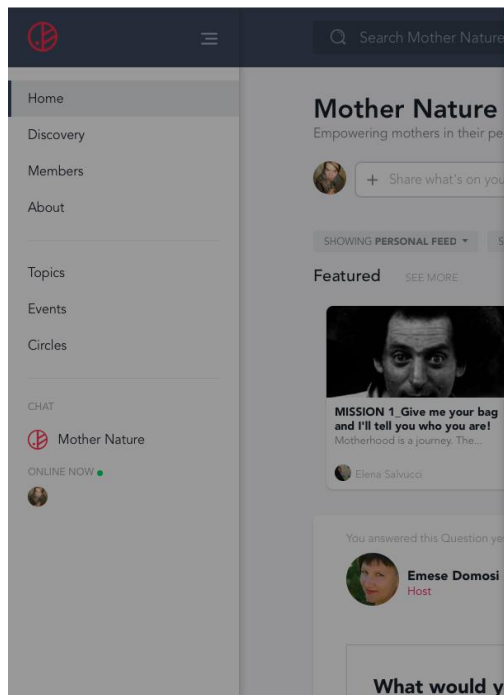 Search Mother Nature
Home
Discovery
Members
About
Topics
Events
Circles
CHAT
Mother Nature
ONLINE NOW
Mother Nature
Empowering mothers in their pe
+ Share what's on you
SHOWING PERSONAL FEED
S
Featured SEE MORE
MISSION 1_Give me your bag
and I'll tell you who you are!
Motherhood is a journey. The...
Elena Salvucci
You answered this Question ye
Emese Domosi
Host
What would y